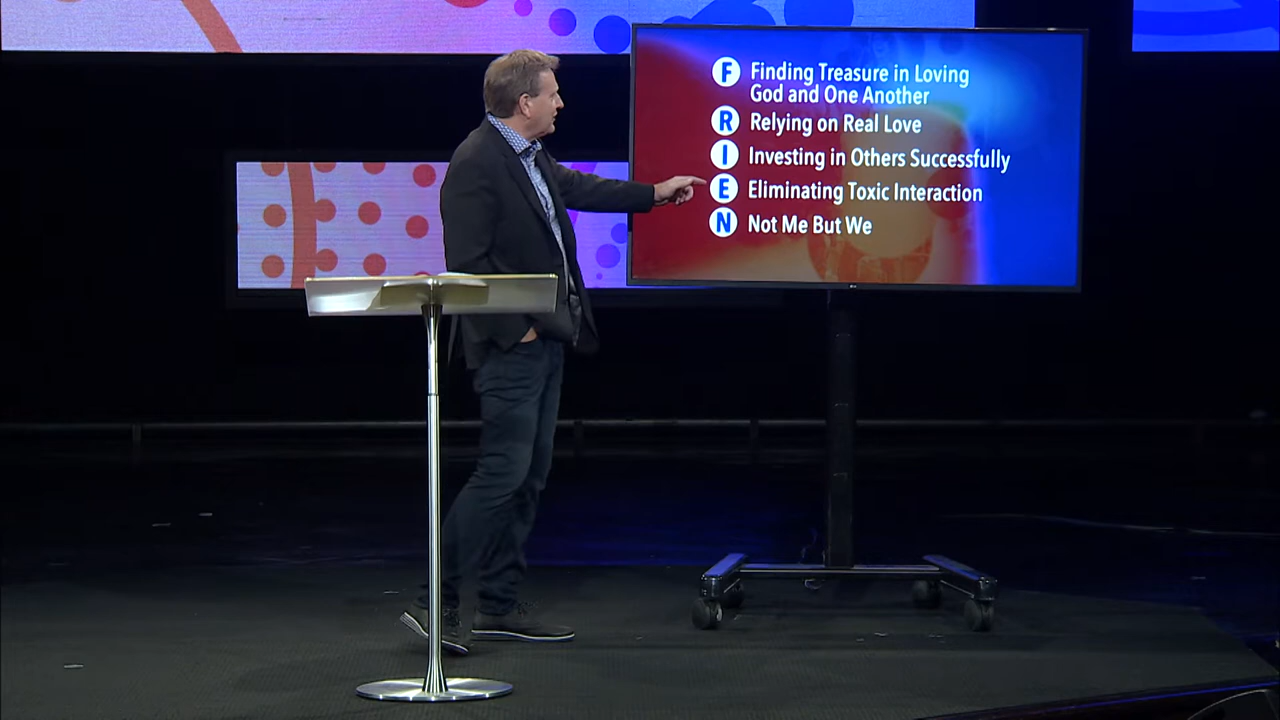 F Finding Treasure in Loving
God and One Another
R Relying on Real Love
I Investing in Others Successfully
E Eliminating Toxic Interaction
N Not Me But We